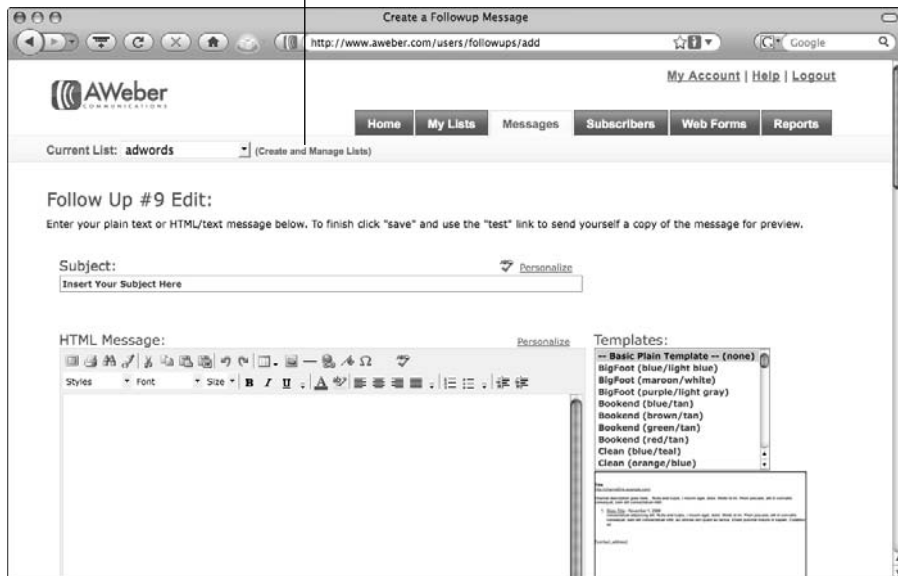 Create a Followup Message
http://www.aweber.com/users/followups/add
Google
My Account | Help | Logout
AWeber
COMMUNICATIONS
Home My Lists Messages Subscribers Web Forms Reports
Current List: adwords (Create and Manage Lists)
Follow Up #9 Edit:
Enter your plain text or HTML/text message below. To finish click "save" and use the "test" link to send yourself a copy of the message for preview.
Subject: Personalize
Insert Your Subject Here
HTML Message: Personalize
Templates:
Styles Font Size B I U
-- Basic Plain Template -- (none)
BigFoot (blue/light blue)
BigFoot (maroon/white)
BigFoot (purple/light gray)
Bookend (blue/tan)
Bookend (brown/tan)
Bookend (green/tan)
Bookend (red/tan)
Clean (blue/teal)
Clean (orange/blue)